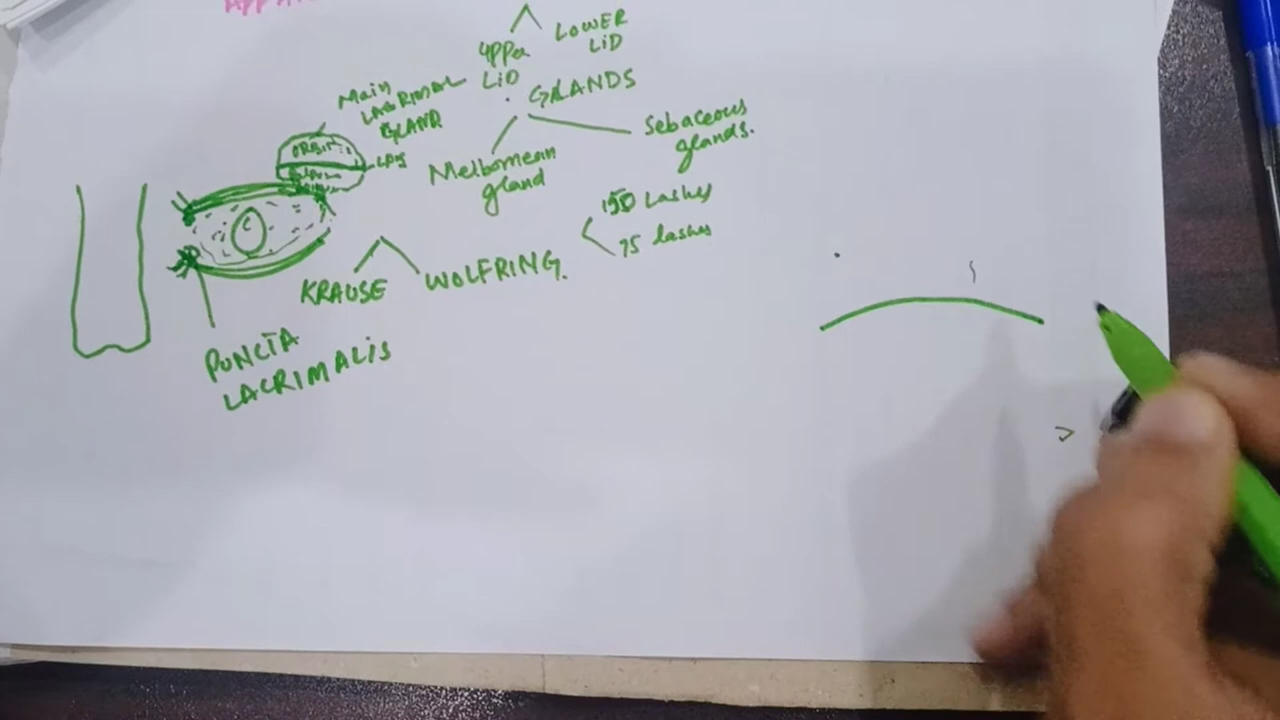 UPPER
LID
LOWER
LID
GLANDS
Main
LACRIMAL
GLAND
ORBIT
LPS
Meibomean
gland
Sebaceous
glands.
150 Lashes
75 lashes
KRAUSE
WOLFRING.
PUNCTA
LACRIMALIS